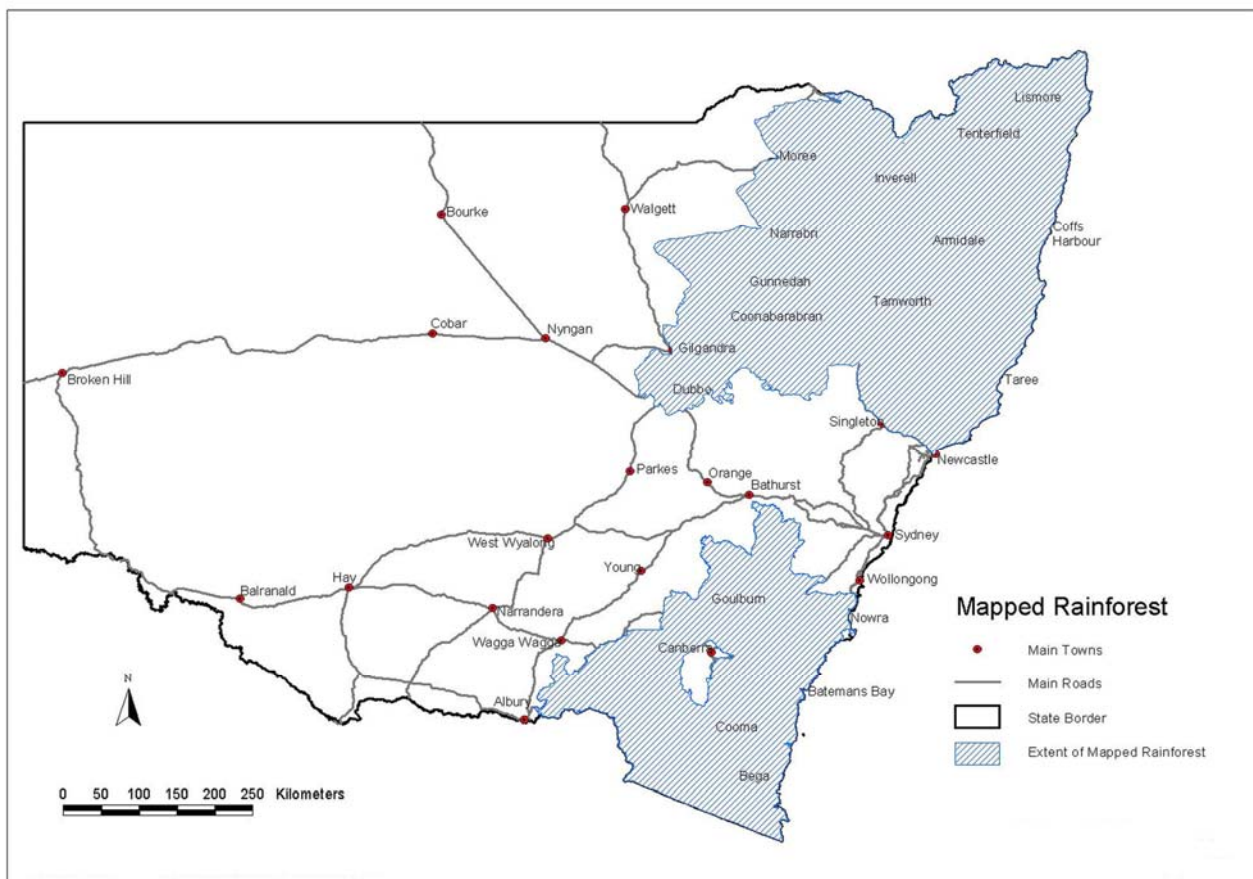 Lismore
Tenterfield
Moree
Inverell
Bourke
Walgett
Coffs
Harbour
Narrabri
Armidale
Gunnedah
Tamworth
Coonabarabran
Cobar
Nyngan
Gilgandra
Broken Hill
Dubbo
Taree
Singleton
Newcastle
Parkes
Orange
Bathurst
West Wyalong
Sydney
Young
Hay
Wollongong
Balranald
Goulburn
Narrandera
Nowra
Wagga Wagga
Canberra
Batemans Bay
Albury
Cooma
Bega
Mapped Rainforest
Main Towns
Main Roads
State Border
Extent of Mapped Rainforest
N
0 50 100 150 200 250 Kilometers